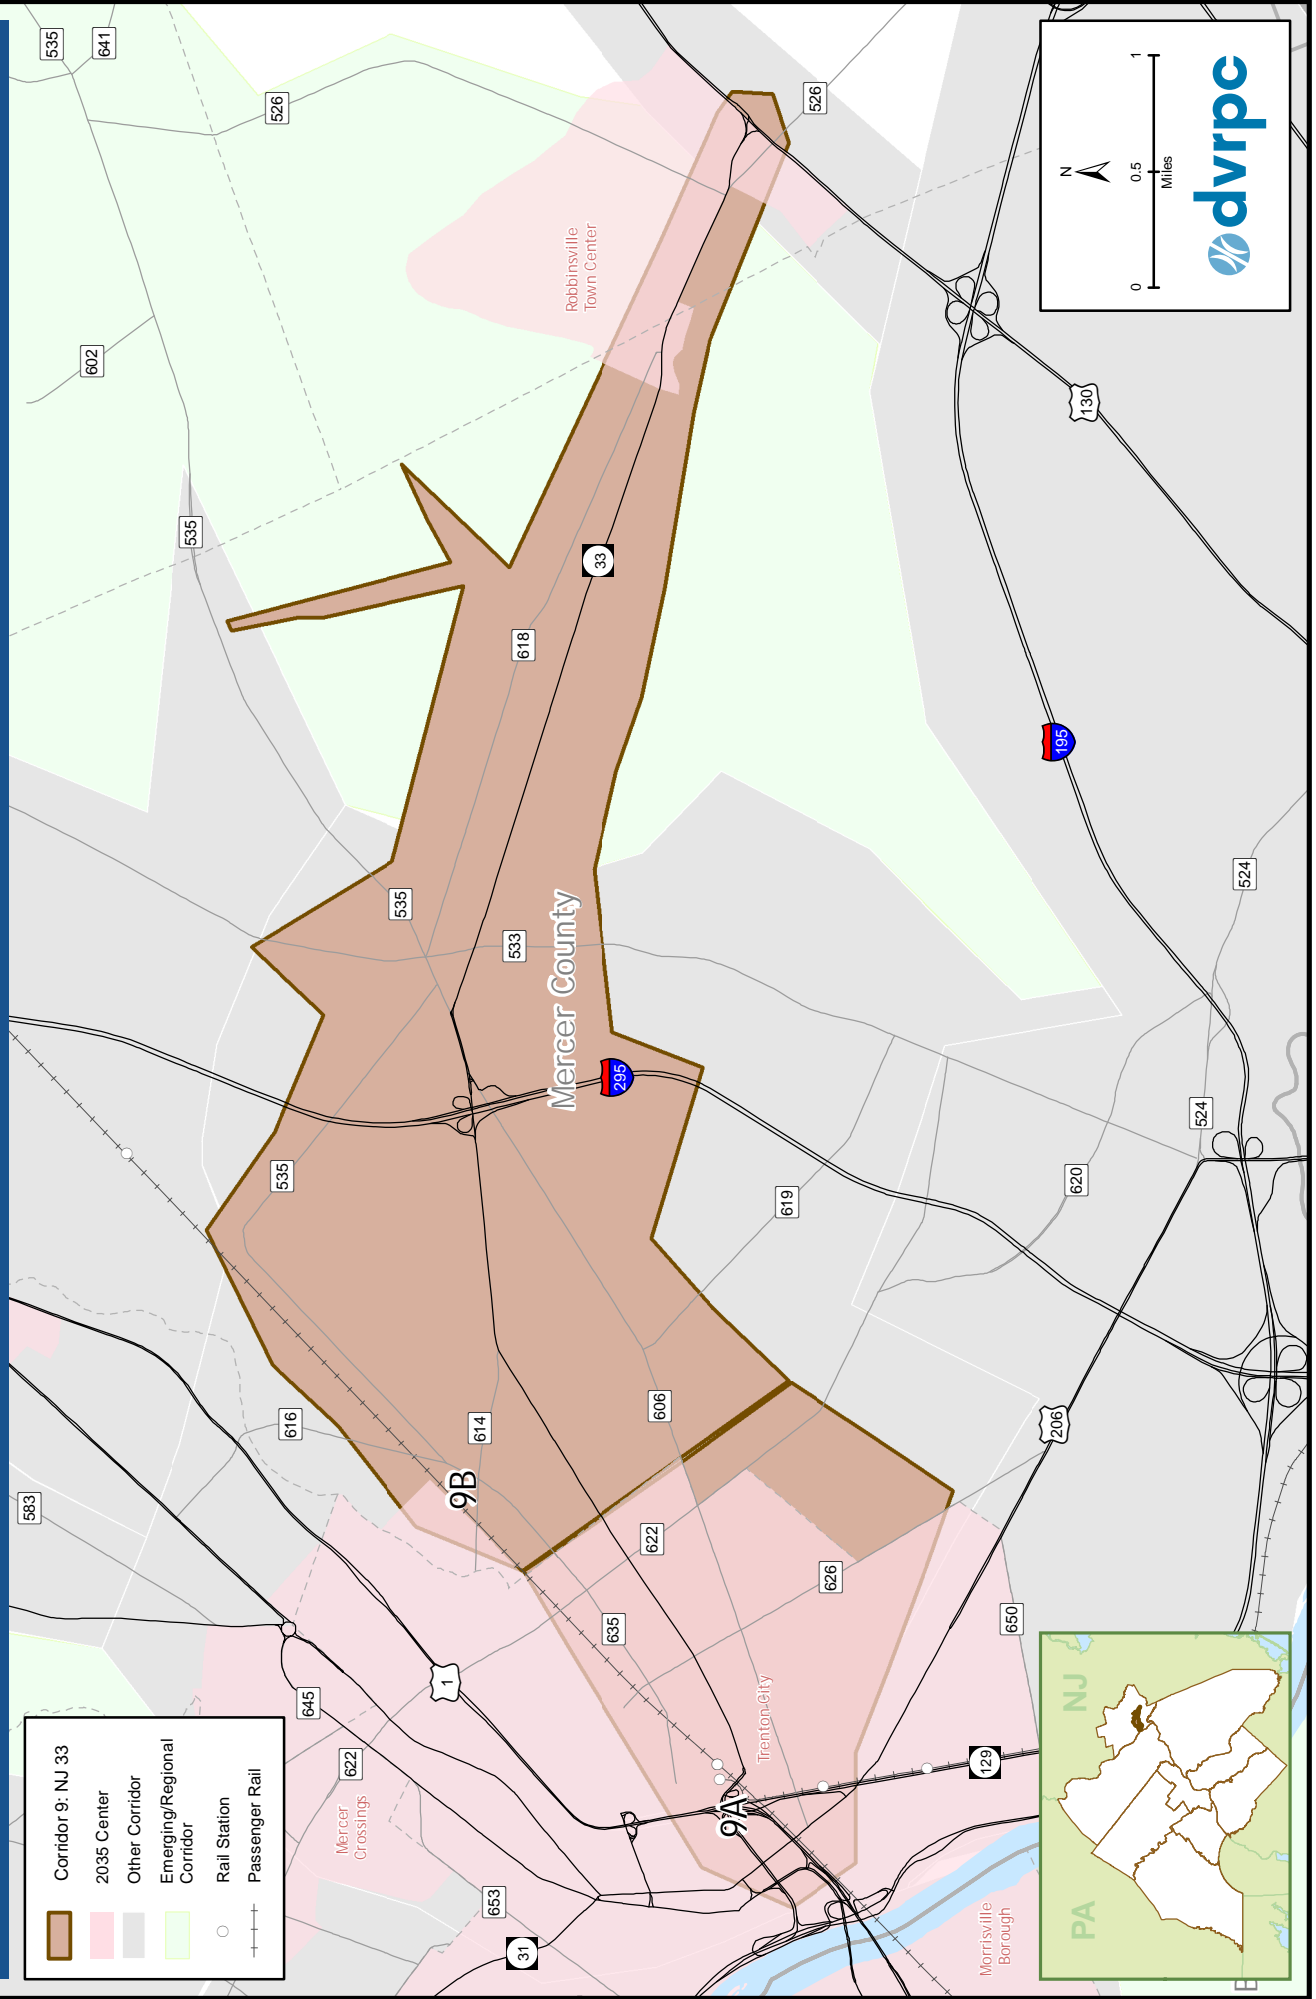 Corridor 9: NJ 33
2035 Center
Other Corridor
Emerging/Regional
Corridor
Rail Station
Passenger Rail
583
616
535
535
535
602
526
535
641
645
622
Mercer
Crossings
653
31
1
9B
614
635
622
606
533
618
33
Robbinsville
Town Center
526
Mercer County
295
619
626
Trenton City
9A
129
650
Morrisville
Borough
206
620
524
524
195
130
PA
NJ
N
0
0.5
1
Miles
dvrpc